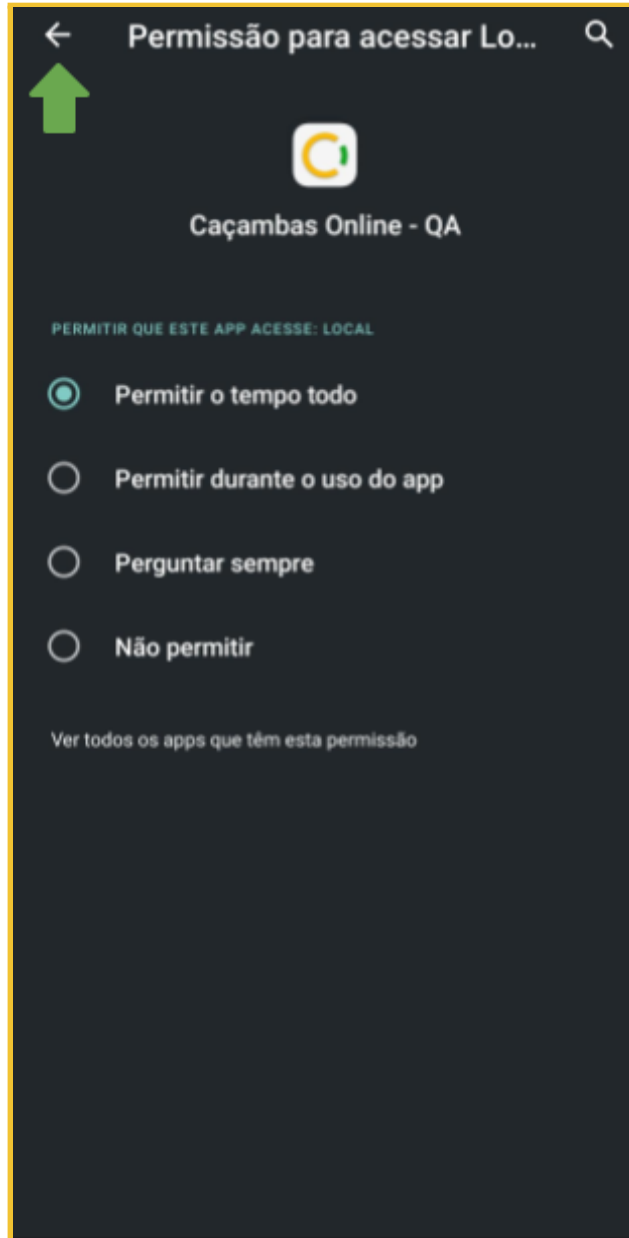 Permissão para acessar Lo...
Caçambas Online - QA
PERMITIR QUE ESTE APP ACESSE: LOCAL
Permitir o tempo todo
Permitir durante o uso do app
Perguntar sempre
Não permitir
Ver todos os apps que têm esta permissão